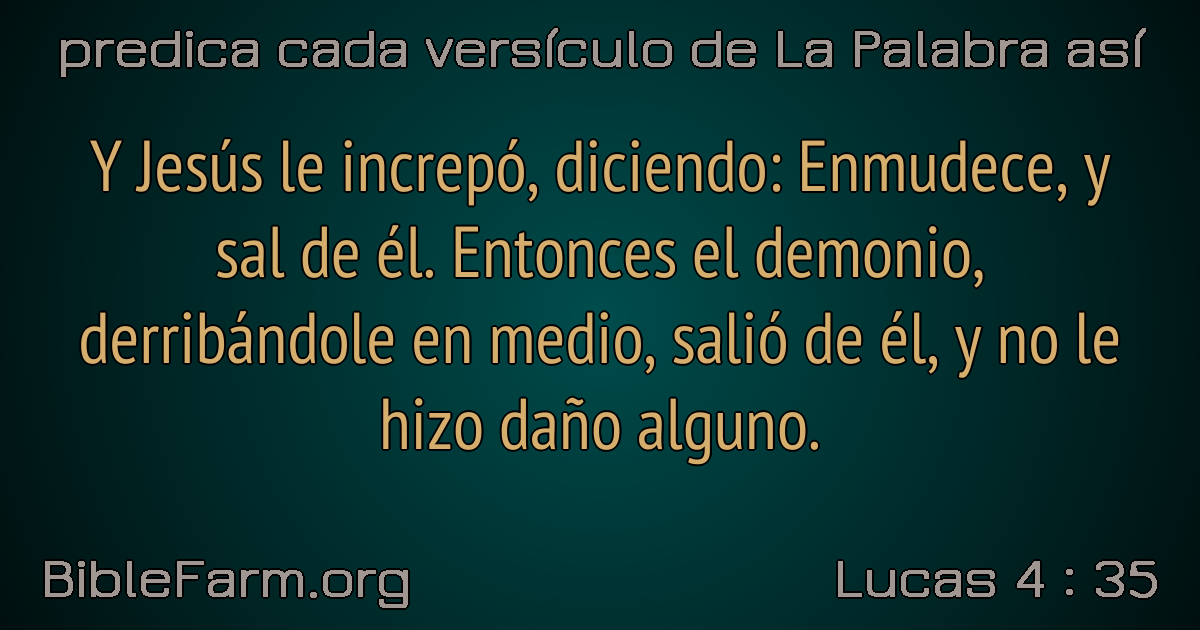 predica cada versículo de La Palabra así
Y Jesús le increpó, diciendo: Enmudece, y
sal de él. Entonces el demonio,
derribándole en medio, salió de él, y no le
hizo daño alguno.
BibleFarm.org
Lucas 4 : 35